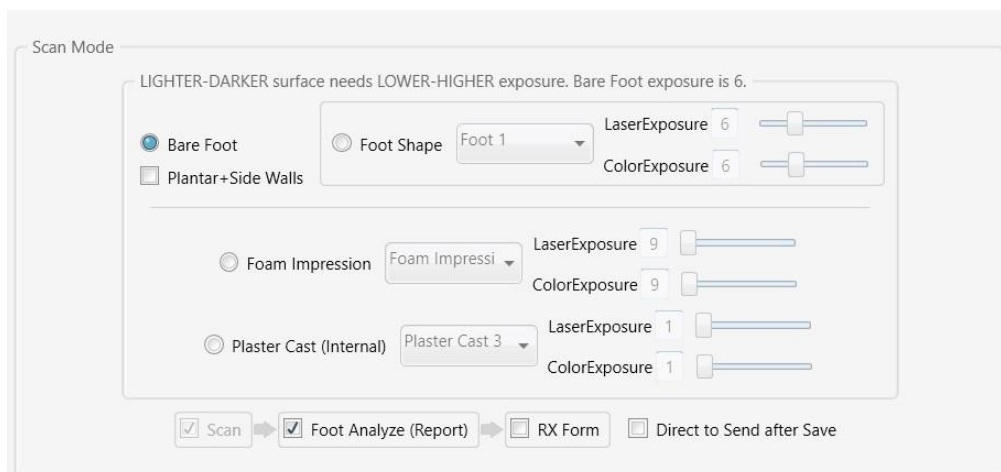 Scan Mode
LIGHTER-DARKER surface needs LOWER-HIGHER exposure. Bare Foot exposure is 6.
Bare Foot
Plantar+Side Walls
Foot Shape
Foot 1
LaserExposure 6
ColorExposure 6
Foam Impression
Foam Impressi
LaserExposure 9
ColorExposure 9
Plaster Cast (Internal)
Plaster Cast 3
LaserExposure 1
ColorExposure 1
Scan
Foot Analyze (Report)
RX Form
Direct to Send after Save